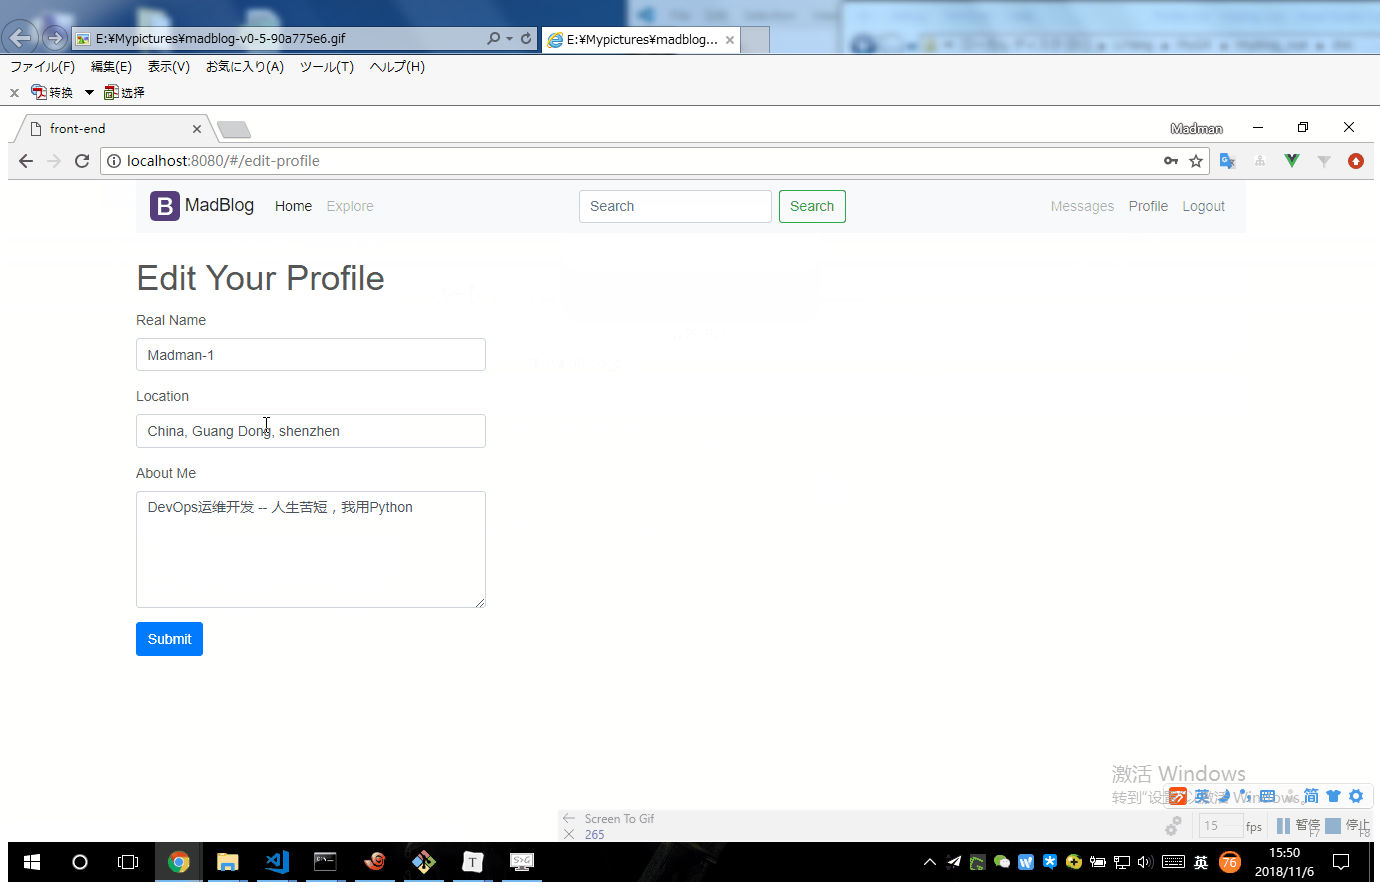 E:¥Mypictures¥madblog-v0-5-90a775e6.gif
E:¥Mypictures¥madblog...
ファイル(F) 編集(E) 表示(V) お気に入り(A) ツール(T) ヘルプ(H)
转换 选择
front-end
Madman
localhost:8080/#/edit-profile
B MadBlog Home Explore Search Search Messages Profile Logout
Edit Your Profile
Real Name
Madman-1
Location
China, Guang Dong, shenzhen
About Me
DevOps运维开发 -- 人生苦短，我用Python
Submit
激活 Windows
转到"设置"以激活 Windows。
英 简
Screen To Gif
265
15 fps 暂停 F7 停止 F8
英 76
15:50
2018/11/6